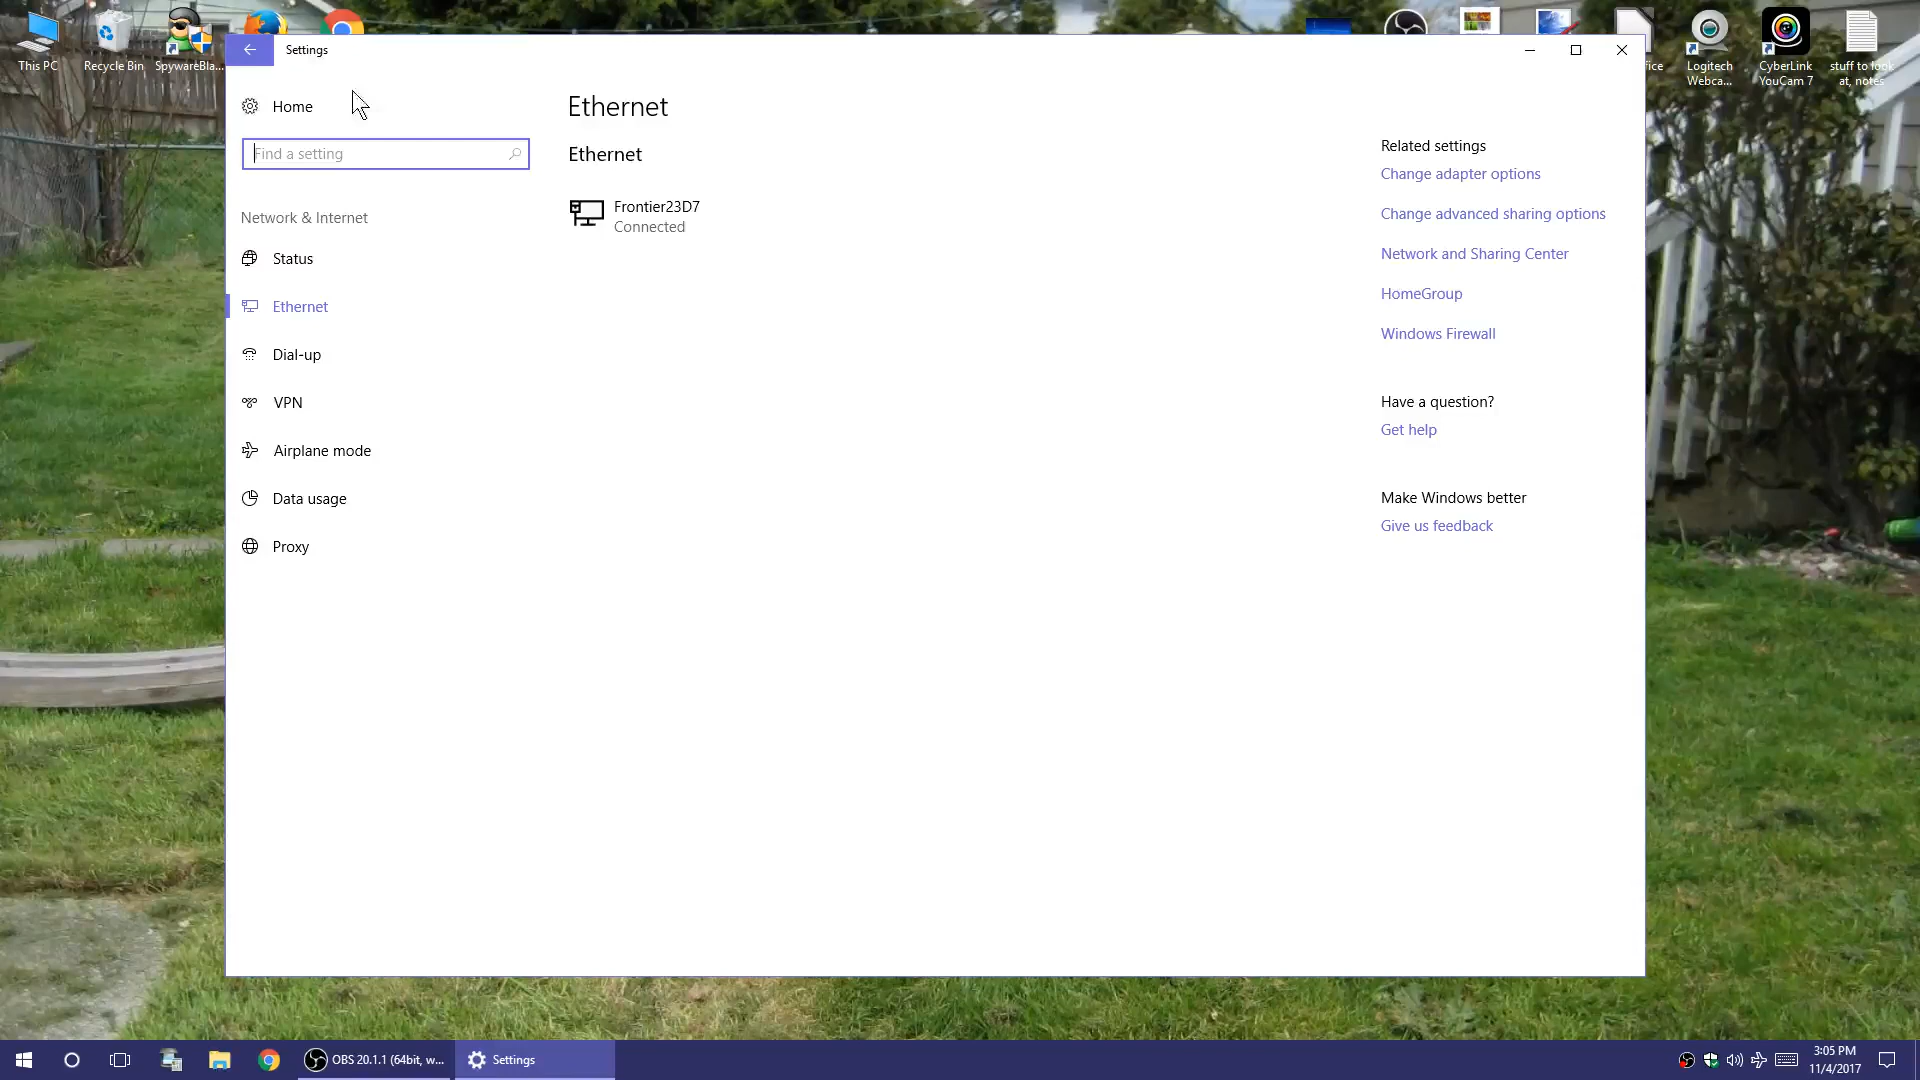 This PC
Recycle Bin
SpywareBla...
Logitech
Webca...
CyberLink
YouCam 7
stuff to look
at, notes
Settings
Home
Find a setting
Network & Internet
Status
Ethernet
Dial-up
VPN
Airplane mode
Data usage
Proxy
Ethernet
Ethernet
Frontier23D7
Connected
Related settings
Change adapter options
Change advanced sharing options
Network and Sharing Center
HomeGroup
Windows Firewall
Have a question?
Get help
Make Windows better
Give us feedback
OBS 20.1.1 (64bit, w...
Settings
3:05 PM
11/4/2017